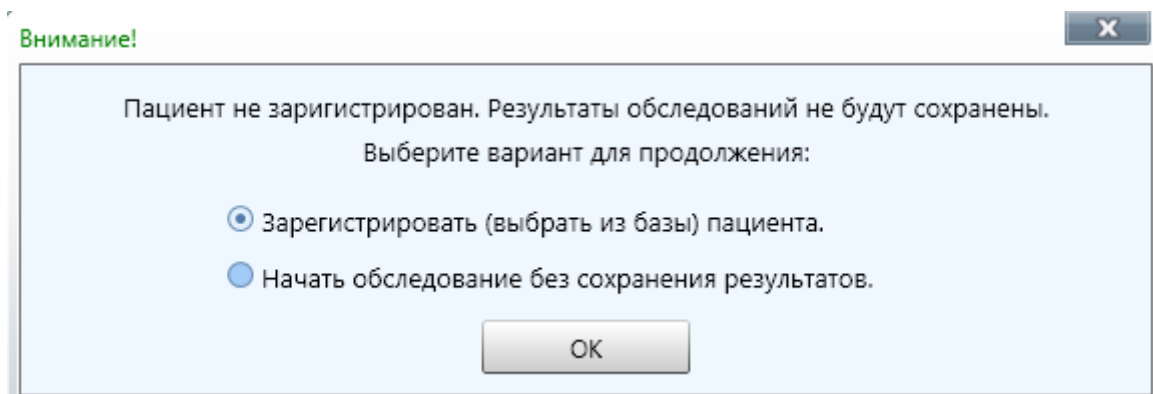 Внимание!
Пациент не заригистрирован. Результаты обследований не будут сохранены.
Выберите вариант для продолжения:
Зарегистрировать (выбрать из базы) пациента.
Начать обследование без сохранения результатов.
OK